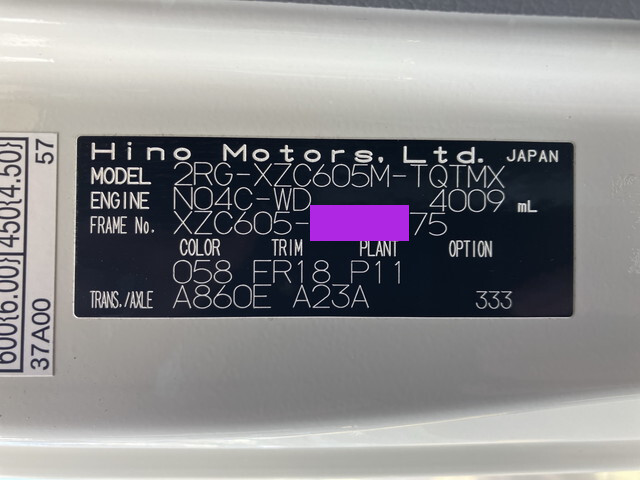 Hino Motors, Ltd. JAPAN
MODEL 2RG-XZC605M-TQTMX
ENGINE N04C-WD 4009 mL
FRAME No. XZC605- 75
COLOR TRIM PLANT OPTION
058 FR18 P11
TRANS./AXLE A860E A23A 333
600{6.00} 450{4.50}
37A00 57